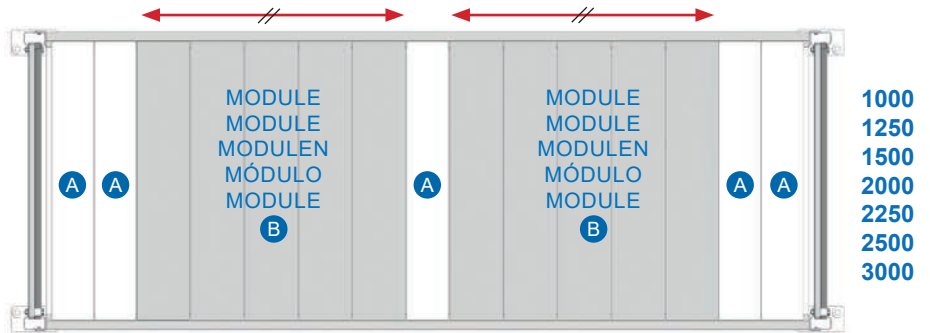 MODULE
MODULE
MODULEN
MÓDULO
MODULE
B
MODULE
MODULE
MODULEN
MÓDULO
MODULE
B
A
A
A
A
A
1000
1250
1500
2000
2250
2500
3000